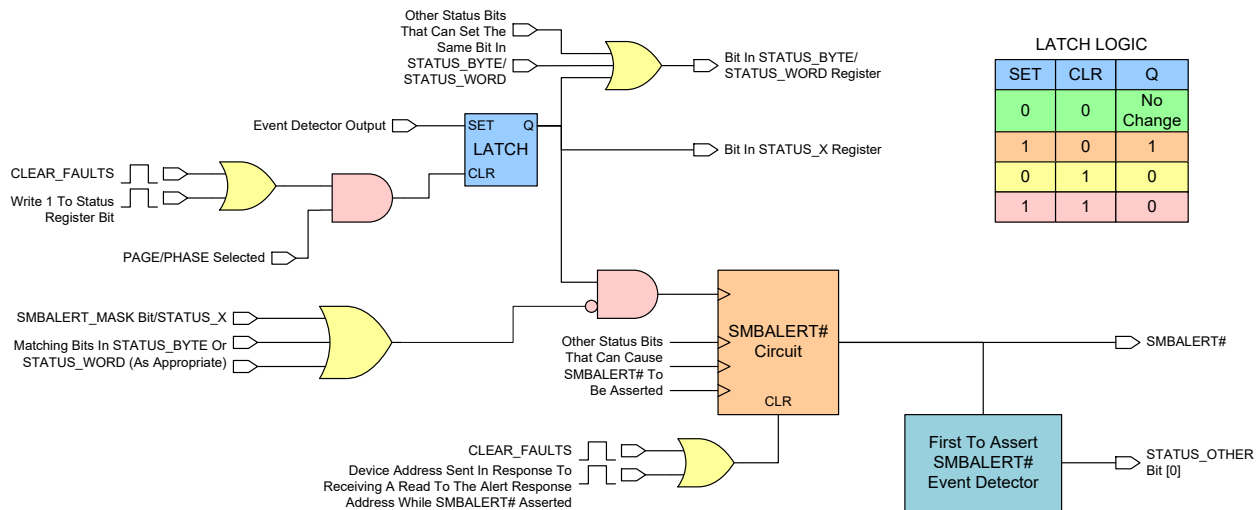 Other Status Bits
That Can Set The
Same Bit In
STATUS_BYTE/
STATUS_WORD
Bit In STATUS_BYTE/
STATUS_WORD Register
Event Detector Output
SET
Q
LATCH
CLR
Bit In STATUS_X Register
CLEAR_FAULTS
Write 1 To Status
Register Bit
PAGE/PHASE Selected
LATCH LOGIC
SET CLR Q
0 0 No
Change
1 0 1
0 1 0
1 1 0
SMBALERT_MASK Bit/STATUS_X
Matching Bits In STATUS_BYTE Or
STATUS_WORD (As Appropriate)
Other Status Bits
That Can Cause
SMBALERT# To
Be Asserted
SMBALERT#
Circuit
CLR
SMBALERT#
CLEAR_FAULTS
Device Address Sent In Response To
Receiving A Read To The Alert Response
Address While SMBALERT# Asserted
First To Assert
SMBALERT#
Event Detector
STATUS_OTHER
Bit [0]